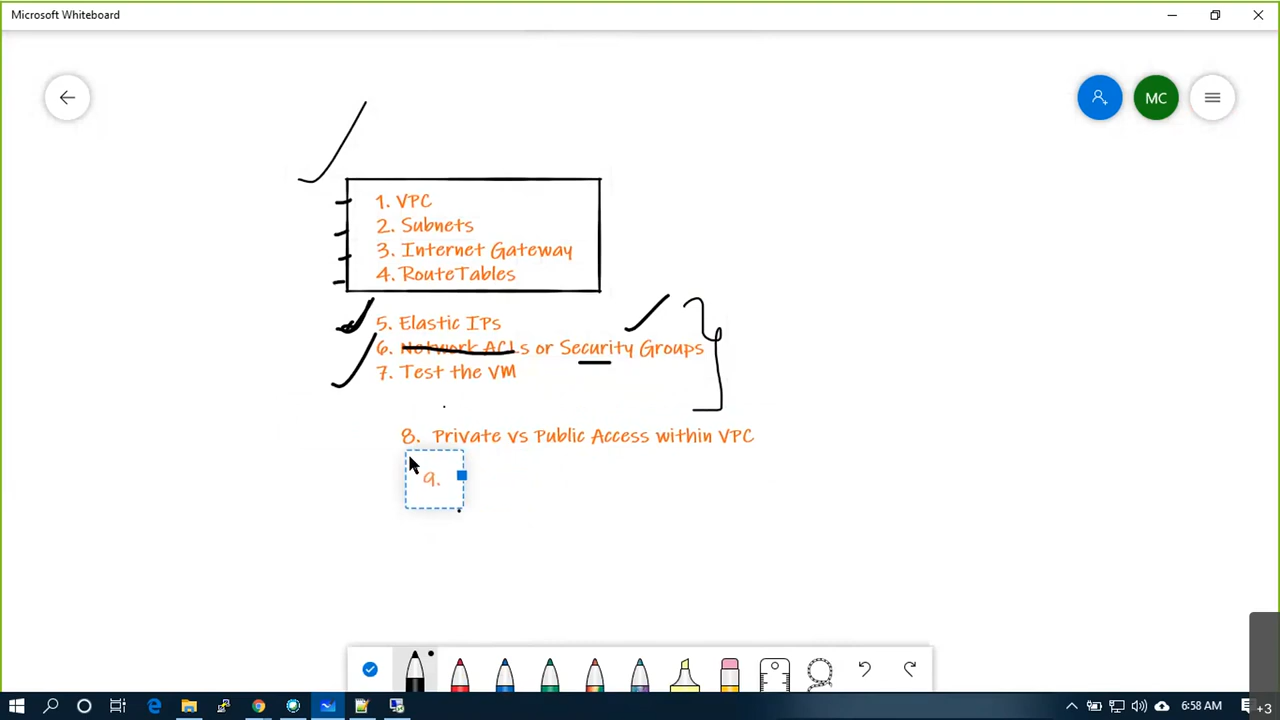 Microsoft Whiteboard
MC
1. VPC
2. Subnets
3. Internet Gateway
4. RouteTables
5. Elastic IPs
6. Network ACLs or Security Groups
7. Test the VM
8. Private vs Public Access within VPC
9.
6:58 AM
+3